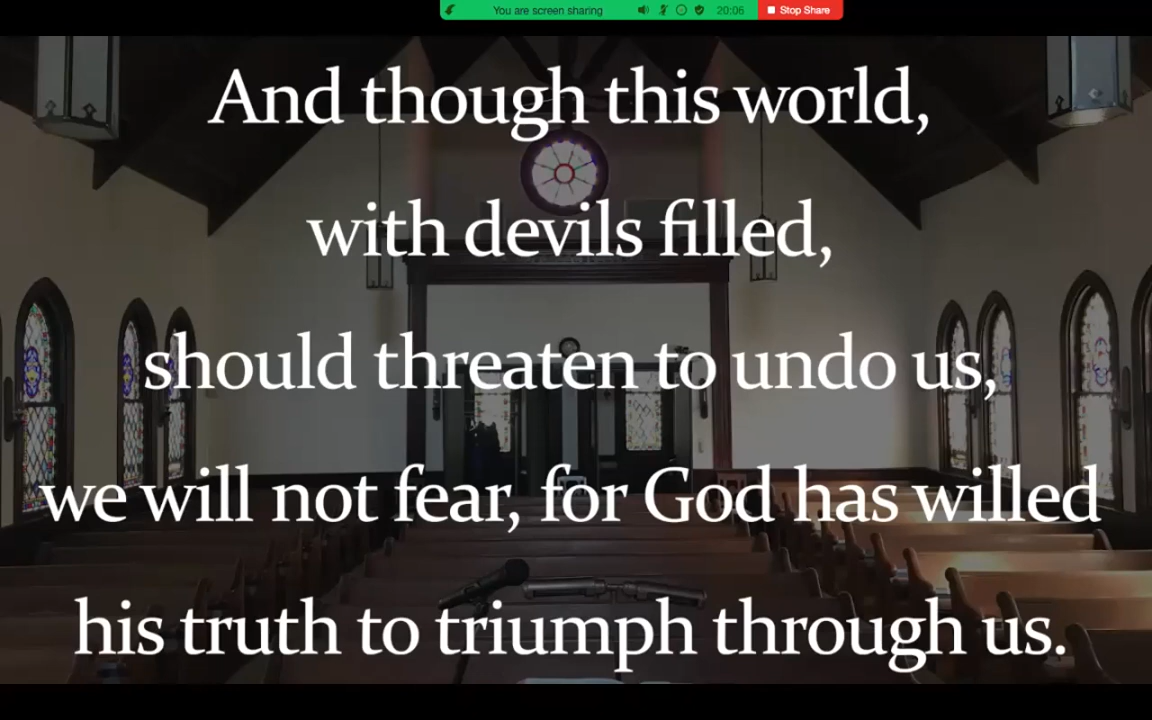 You are screen sharing 20:06 Stop Share
And though this world,
with devils filled,
should threaten to undo us,
we will not fear, for God has willed
his truth to triumph through us.